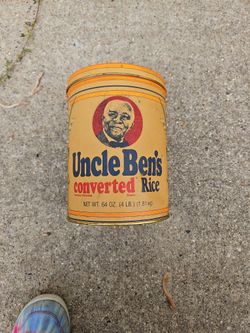 Uncle Ben's
converted Rice
NET WT. 64 OZ. (4 LB.) (1.81 kg)